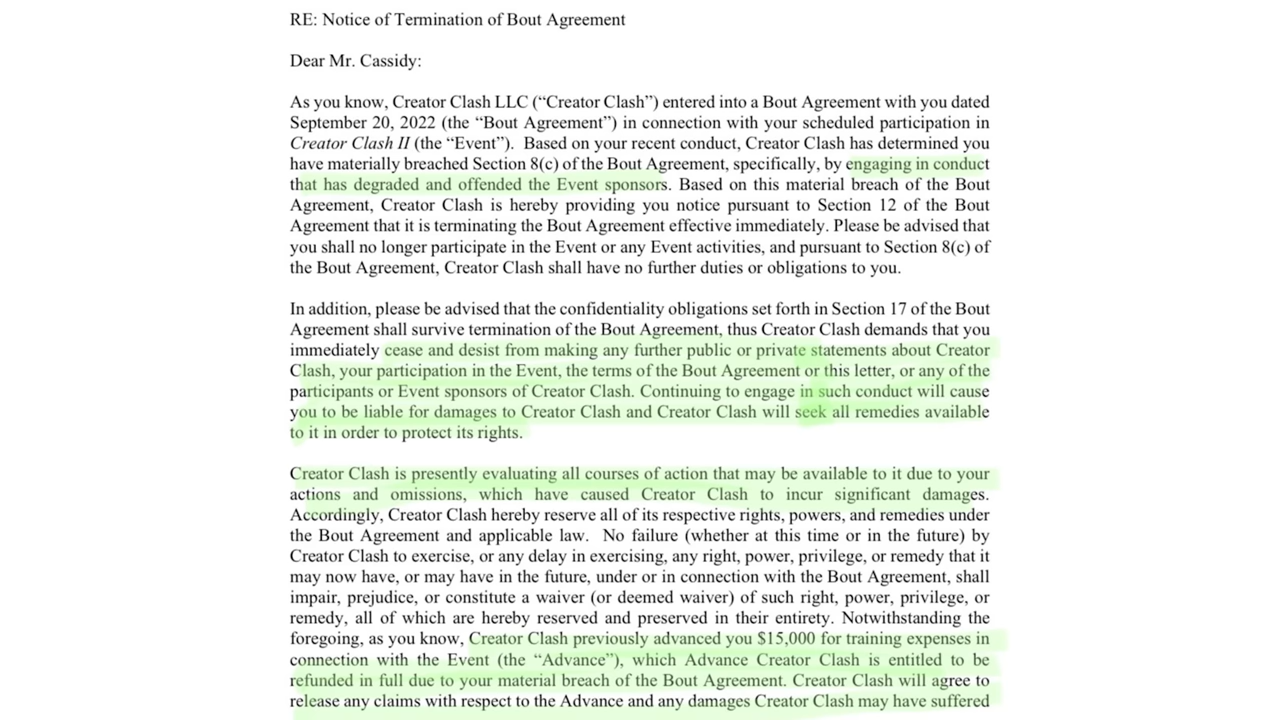 RE: Notice of Termination of Bout Agreement
Dear Mr. Cassidy:
As you know, Creator Clash LLC (“Creator Clash”) entered into a Bout Agreement with you dated
September 20, 2022 (the “Bout Agreement”) in connection with your scheduled participation in
Creator Clash II (the “Event”).  Based on your recent conduct, Creator Clash has determined you
have materially breached Section 8(c) of the Bout Agreement, specifically, by engaging in conduct
that has degraded and offended the Event sponsors. Based on this material breach of the Bout
Agreement, Creator Clash is hereby providing you notice pursuant to Section 12 of the Bout
Agreement that it is terminating the Bout Agreement effective immediately. Please be advised that
you shall no longer participate in the Event or any Event activities, and pursuant to Section 8(c) of
the Bout Agreement, Creator Clash shall have no further duties or obligations to you.
In addition, please be advised that the confidentiality obligations set forth in Section 17 of the Bout
Agreement shall survive termination of the Bout Agreement, thus Creator Clash demands that you
immediately cease and desist from making any further public or private statements about Creator
Clash, your participation in the Event, the terms of the Bout Agreement or this letter, or any of the
participants or Event sponsors of Creator Clash. Continuing to engage in such conduct will cause
you to be liable for damages to Creator Clash and Creator Clash will seek all remedies available
to it in order to protect its rights.
Creator Clash is presently evaluating all courses of action that may be available to it due to your
actions and omissions, which have caused Creator Clash to incur significant damages.
Accordingly, Creator Clash hereby reserve all of its respective rights, powers, and remedies under
the Bout Agreement and applicable law.  No failure (whether at this time or in the future) by
Creator Clash to exercise, or any delay in exercising, any right, power, privilege, or remedy that it
may now have, or may have in the future, under or in connection with the Bout Agreement, shall
impair, prejudice, or constitute a waiver (or deemed waiver) of such right, power, privilege, or
remedy, all of which are hereby reserved and preserved in their entirety. Notwithstanding the
foregoing, as you know, Creator Clash previously advanced you $15,000 for training expenses in
connection with the Event (the “Advance”), which Advance Creator Clash is entitled to be
refunded in full due to your material breach of the Bout Agreement. Creator Clash will agree to
release any claims with respect to the Advance and any damages Creator Clash may have suffered